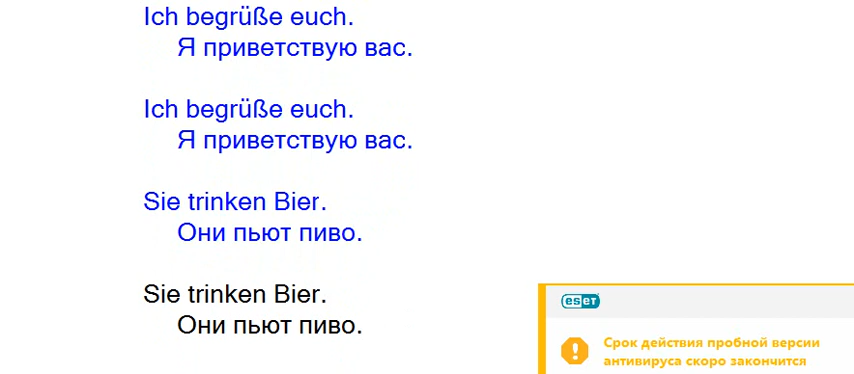 Ich begrüße euch.
Я приветствую вас.
Ich begrüße euch.
Я приветствую вас.
Sie trinken Bier.
Они пьют пиво.
Sie trinken Bier.
Они пьют пиво.
eset
Срок действия пробной версии
антивируса скоро закончится